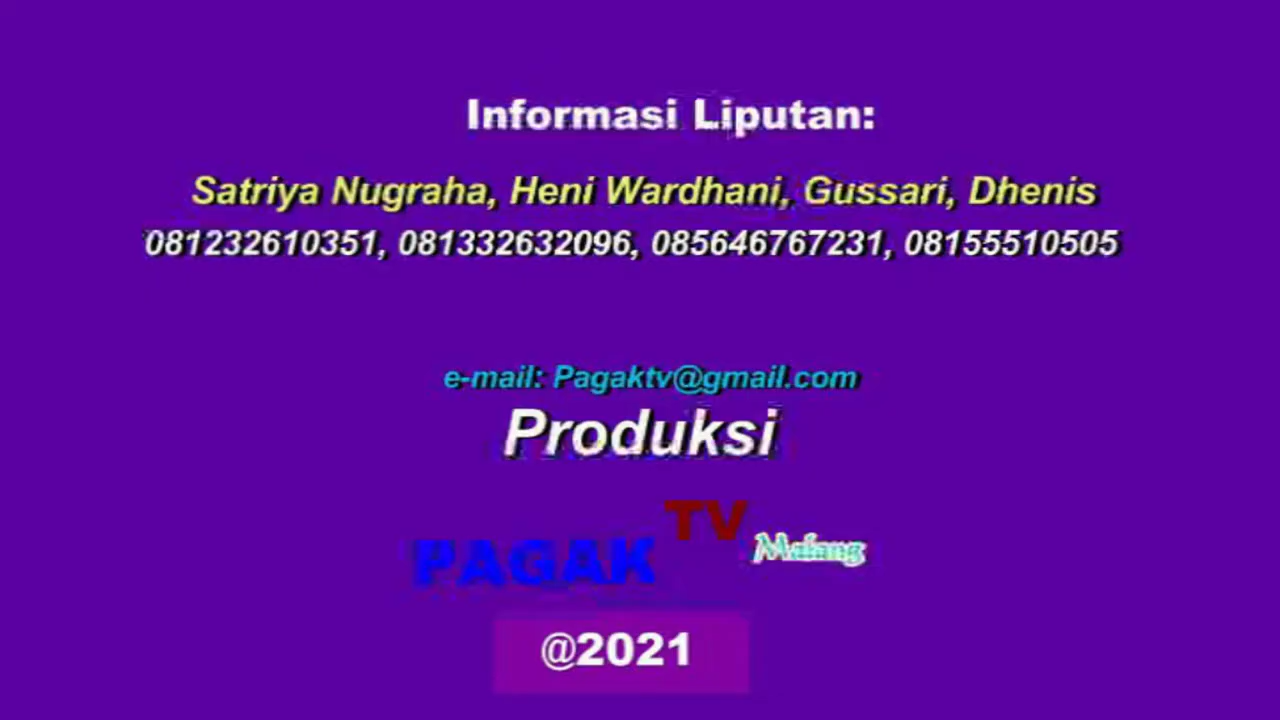 Informasi Liputan:
Satriya Nugraha, Heni Wardhani, Gussari, Dhenis
081232610351, 081332632096, 085646767231, 08155510505
e-mail: Pagaktv@gmail.com
Produksi
PAGAK TV Malang
@2021